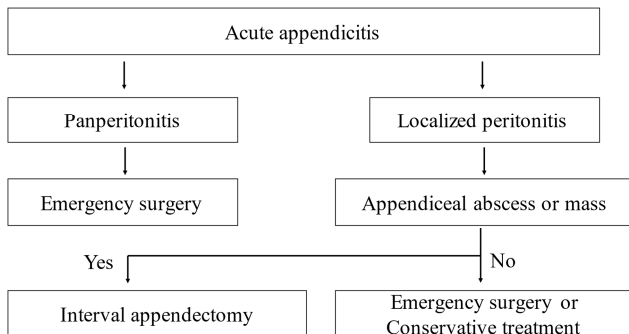 Acute appendicitis
Panperitonitis
Localized peritonitis
Emergency surgery
Appendiceal abscess or mass
Yes
No
Interval appendectomy
Emergency surgery or
Conservative treatment